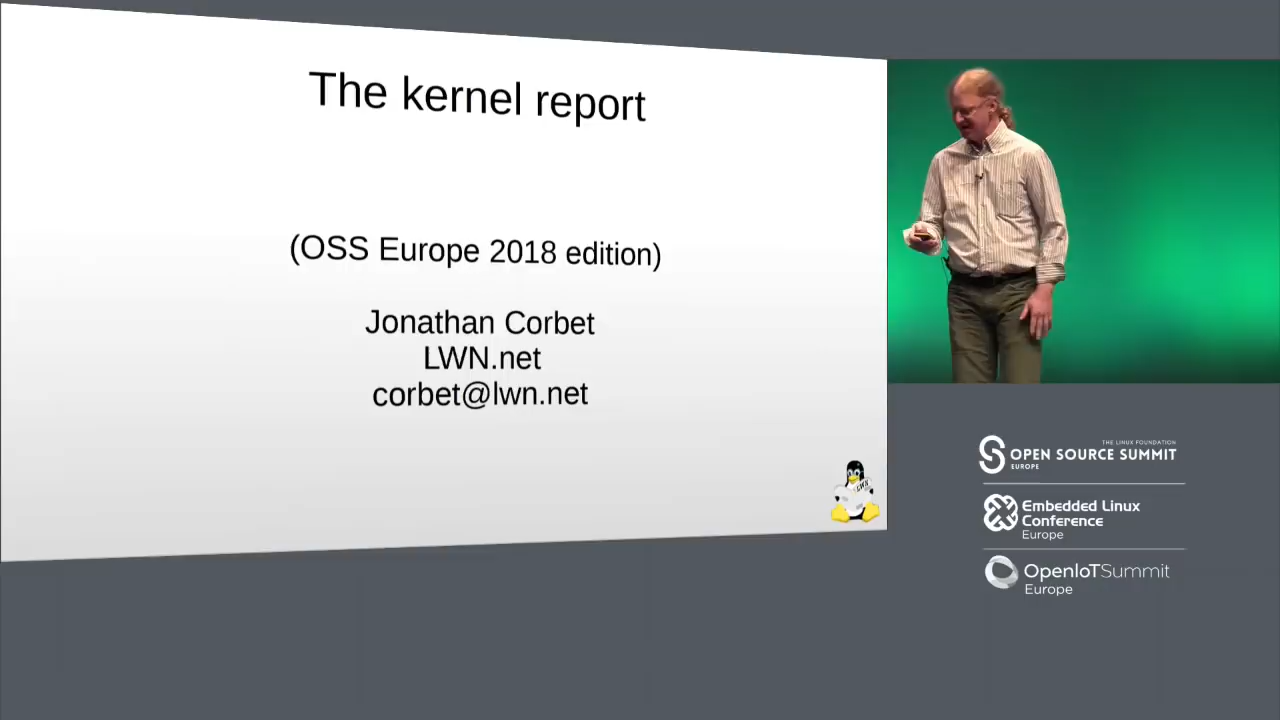 The kernel report
(OSS Europe 2018 edition)
Jonathan Corbet
LWN.net
corbet@lwn.net
LWN
THE LINUX FOUNDATION
OPEN SOURCE SUMMIT
EUROPE
Embedded Linux
Conference
Europe
OpenIoTSummit
Europe